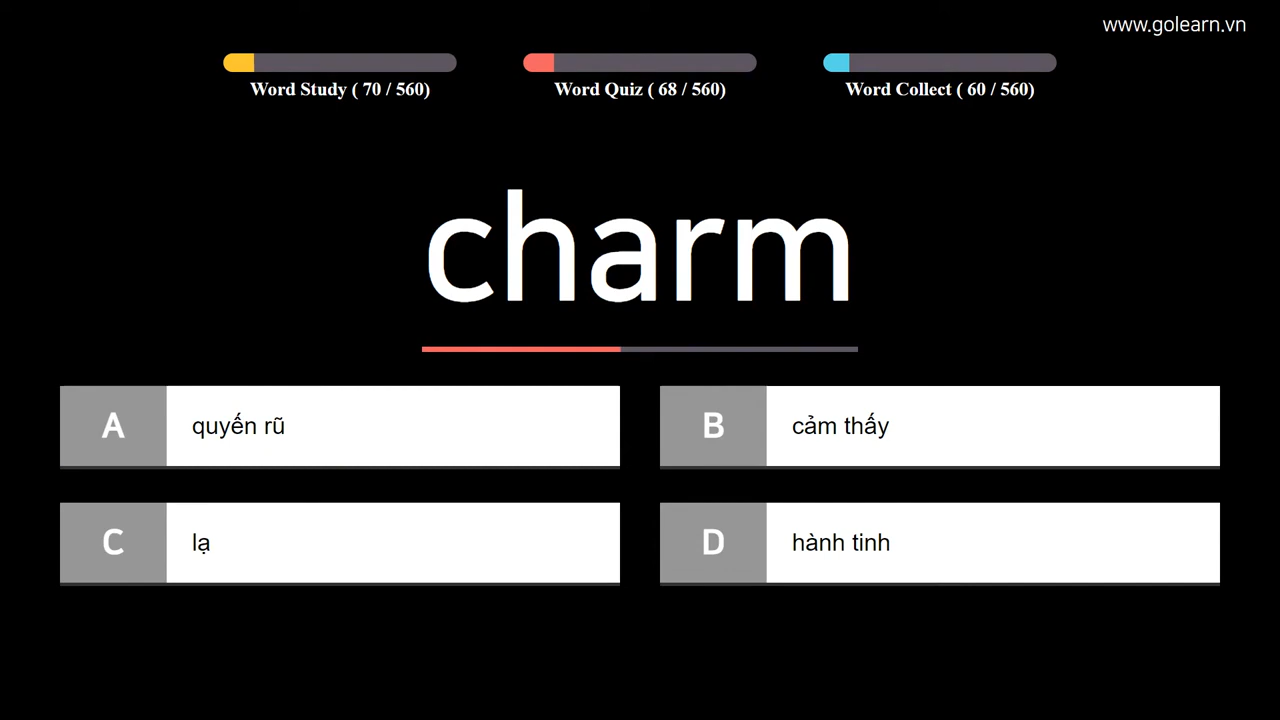 www.golearn.vn
Word Study ( 70 / 560)
Word Quiz ( 68 / 560)
Word Collect ( 60 / 560)
charm
A quyến rũ
B cảm thấy
C lạ
D hành tinh